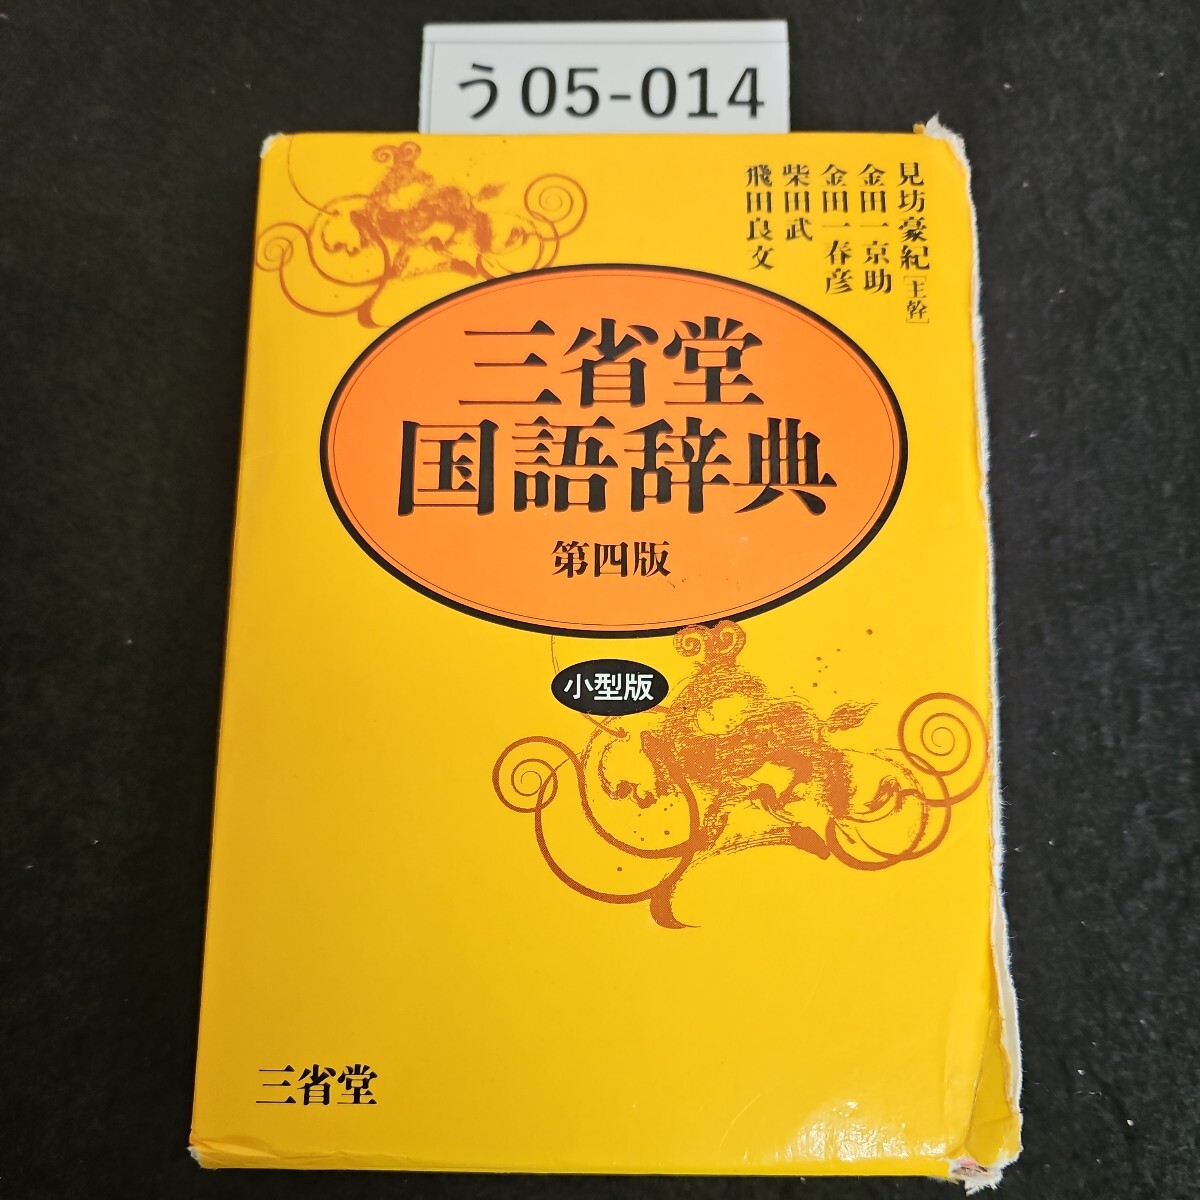 う05-014
見坊豪紀[主幹]
金田一京助
金田一春彦
柴田武
飛田良文
三省堂
国語辞典
第四版
小型版
三省堂